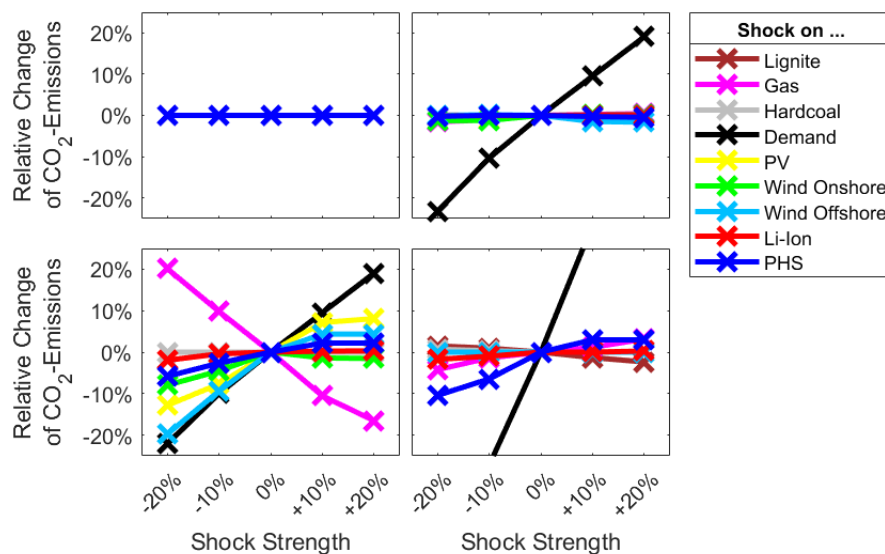 20%
10%
0%
-10%
-20%
Relative Change
of CO₂-Emissions
Shock on ...
Lignite
Gas
Hardcoal
Demand
PV
Wind Onshore
Wind Offshore
Li-Ion
PHS
20%
10%
0%
-10%
-20%
Relative Change
of CO₂-Emissions
-20% -10% 0% +10% +20%
-20% -10% 0% +10% +20%
Shock Strength
Shock Strength